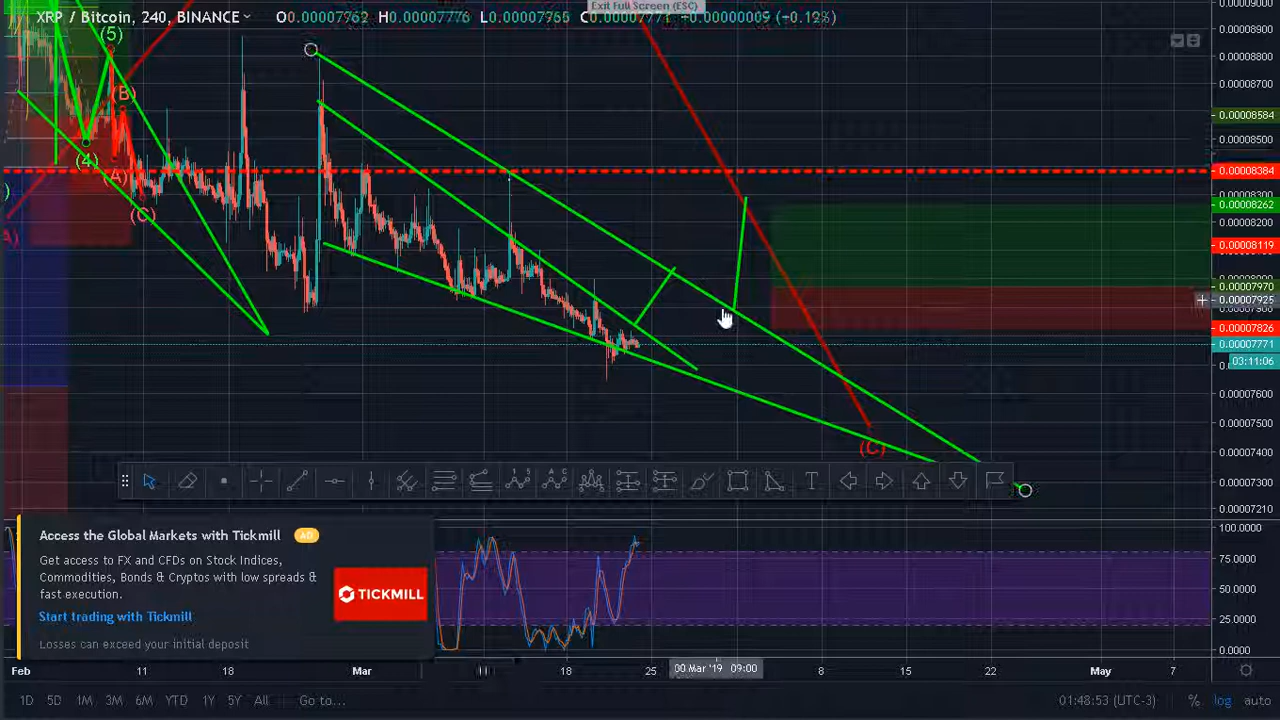 Exit Full Screen (ESC)
XRP / Bitcoin, 240, BINANCE O0.00007762 H0.00007776 L0.00007765 C0.00007771 +0.00000009 (+0.12%)
(5)
(B)
(4)
(A)
(C)
(C)
0.00008900
0.00008800
0.00008700
0.00008584
0.00008500
0.00008384
0.00008300
0.00008262
0.00008200
0.00008119
0.00008000
0.00007970
0.00007925
0.00007826
0.00007771
03:11:06
0.00007600
0.00007500
0.00007400
0.00007300
0.00007210
T
Access the Global Markets with Tickmill AD
Get access to FX and CFDs on Stock Indices,
Commodities, Bonds & Cryptos with low spreads &
fast execution.
Start trading with Tickmill
Losses can exceed your initial deposit
TICKMILL
100.0000
75.0000
50.0000
25.0000
0.0000
Feb 11 18 Mar 18 25 Mar '19 09:00 8 15 22 May 7
1D 5D 1M 3M 6M YTD 1Y 5Y All Go to... 01:48:53 (UTC-3) % log auto